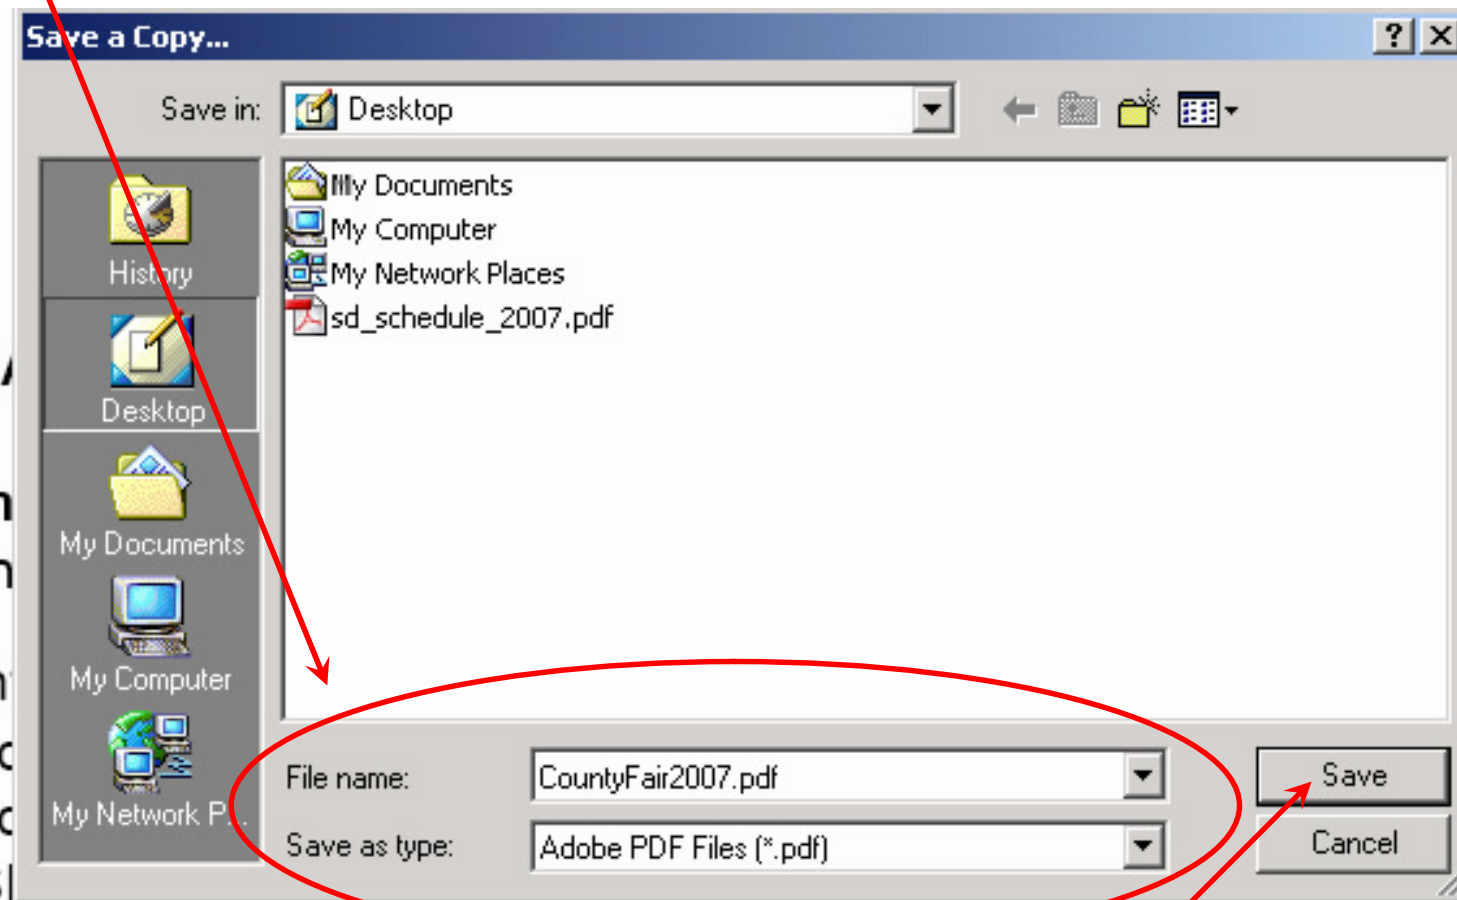 Save a Copy...
Save in: Desktop
History
Desktop
My Documents
My Computer
My Network P...
My Documents
My Computer
My Network Places
sd_schedule_2007.pdf
File name: CountyFair2007.pdf
Save
Save as type: Adobe PDF Files (*.pdf)
Cancel